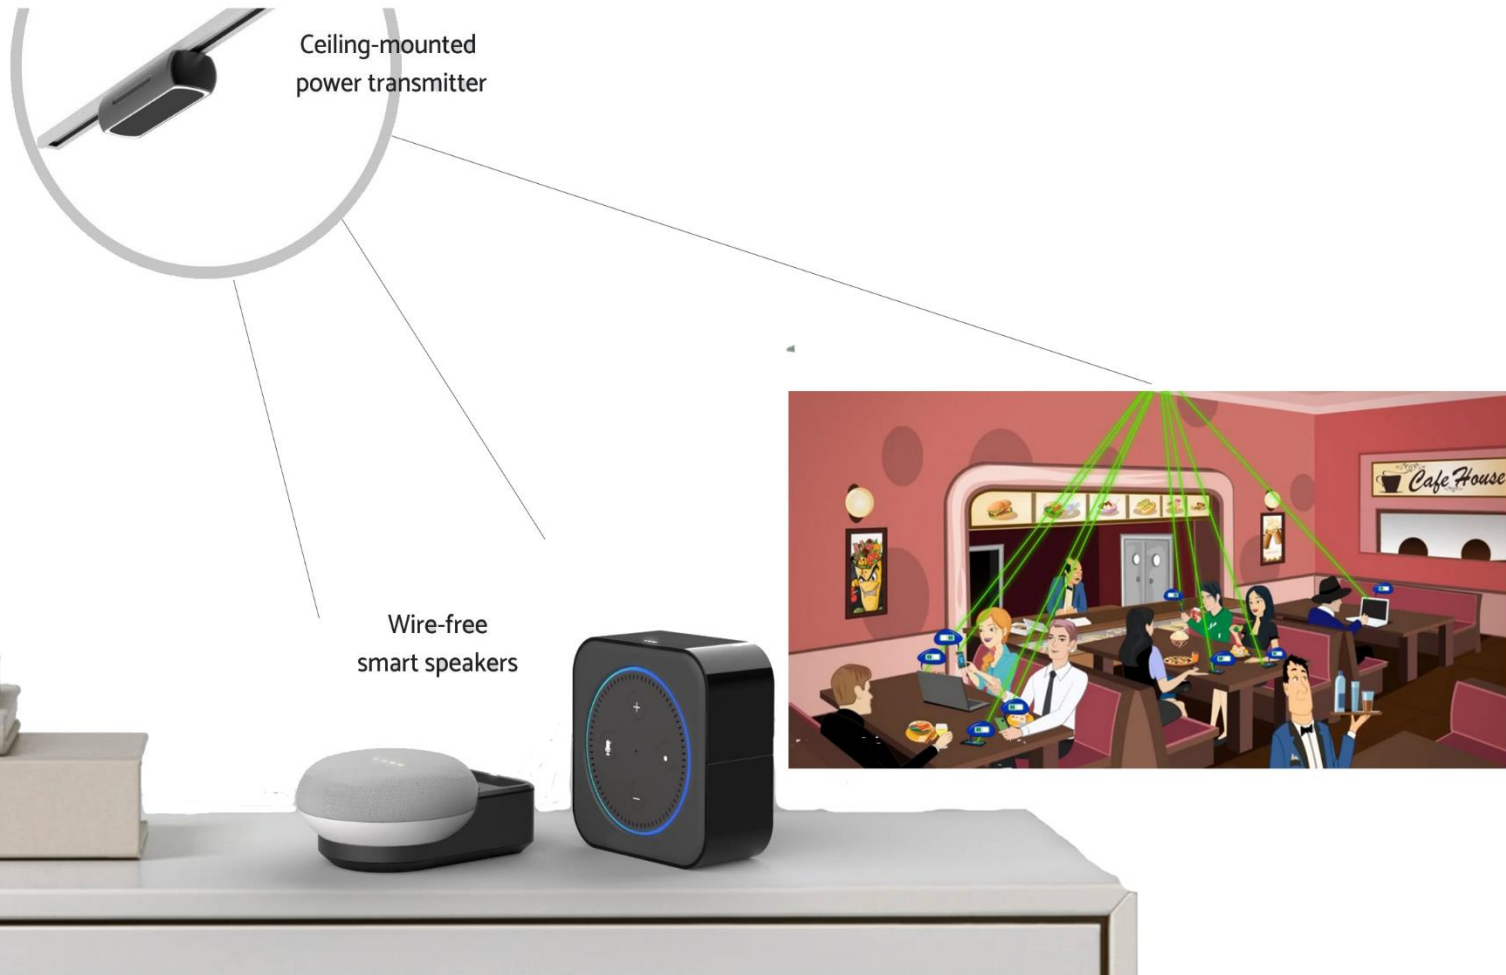 Ceiling-mounted
power transmitter
Wire-free
smart speakers
Cafe House